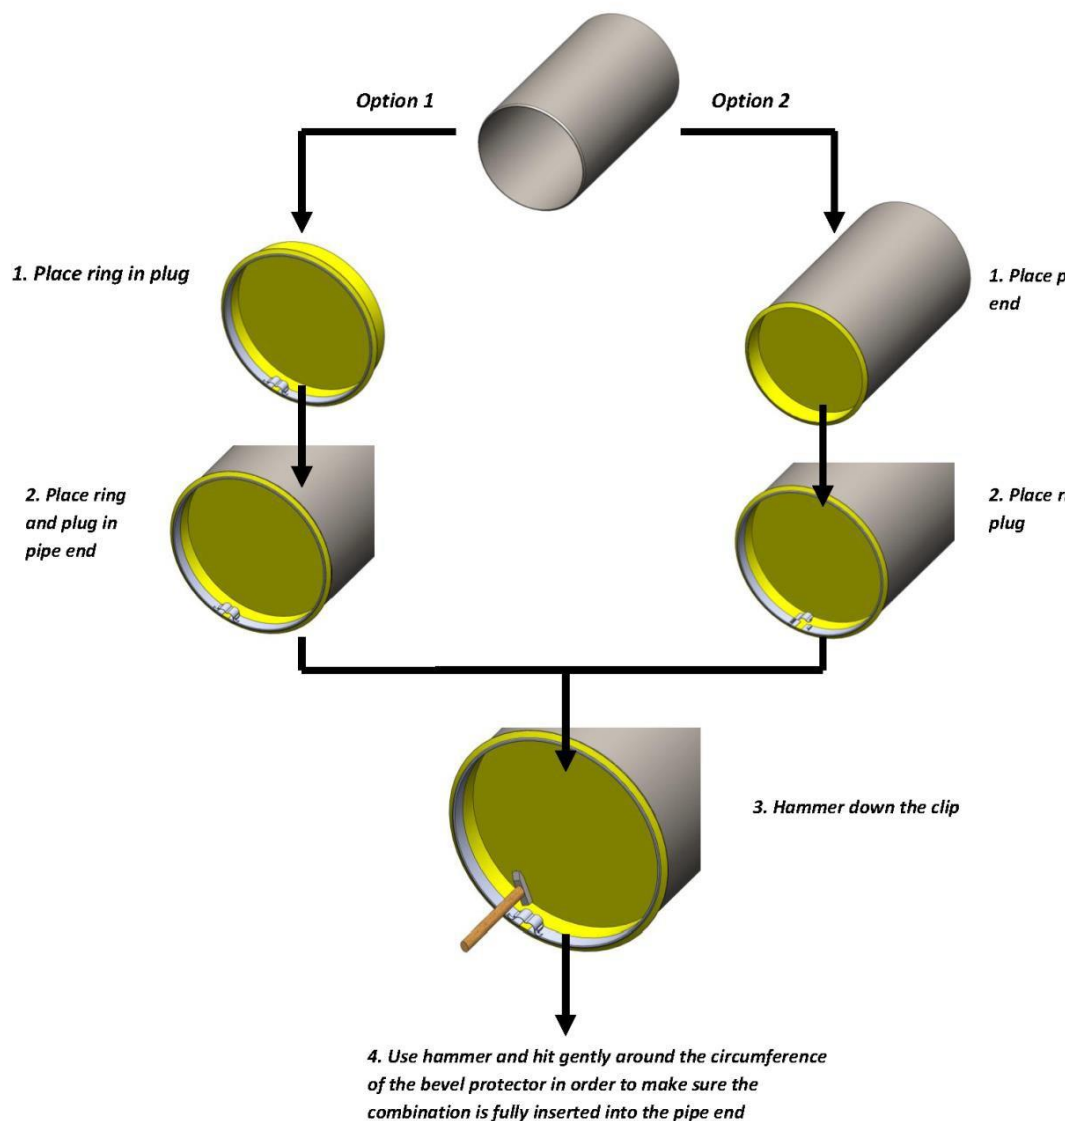 Option 1
Option 2
1. Place ring in plug
1. Place p
end
2. Place ring
and plug in
pipe end
2. Place
plug
3. Hammer down the clip
4. Use hammer and hit gently around the circumference
of the bevel protector in order to make sure the
combination is fully inserted into the pipe end